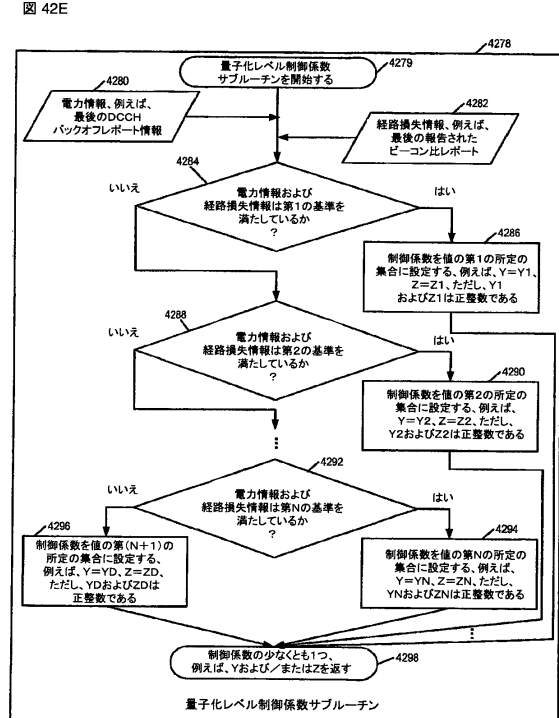 図 42E
4278
量子化レベル制御係数
サブルーチンを開始する
4279
4280
電力情報、例えば、
最後のDCCH
バックオフレポート情報
4282
経路損失情報、例えば、
最後の報告された
ビーコン比レポート
4284
いいえ
はい
電力情報および
経路損失情報は第1の基準を
満たしているか
?
4286
制御係数を値の第1の所定の
集合に設定する、例えば、Y=Y1、
Z=Z1、ただし、Y1
およびZ1は正整数である
4288
いいえ
はい
電力情報および
経路損失情報は第2の基準を
満たしているか
?
4290
制御係数を値の第2の所定の
集合に設定する、例えば、
Y=Y2、Z=Z2、ただし、
Y2およびZ2は正整数である
4292
いいえ
はい
電力情報および
経路損失情報は第Nの基準を
満たしているか
?
4296
制御係数を値の第(N+1)の
所定の集合に設定する、
例えば、Y=YD、Z=ZD、
ただし、YDおよびZDは
正整数である
4294
制御係数を値の第Nの所定の
集合に設定する、例えば、
Y=YN、Z=ZN、ただし、
YNおよびZNは正整数である
制御係数の少なくとも1つ、
例えば、Yおよび/またはZを返す
4298
量子化レベル制御係数サブルーチン